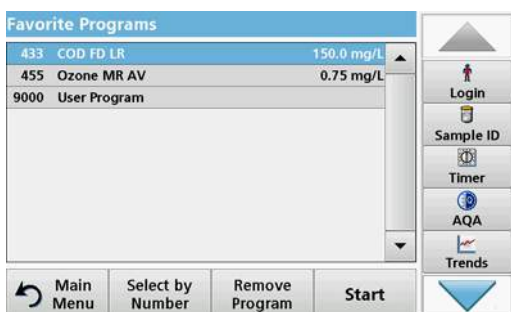 Favorite Programs
433 COD FD LR 150.0 mg/L
455 Ozone MR AV 0.75 mg/L
9000 User Program
Login
Sample ID
Timer
AQA
Trends
Main Menu
Select by Number
Remove Program
Start